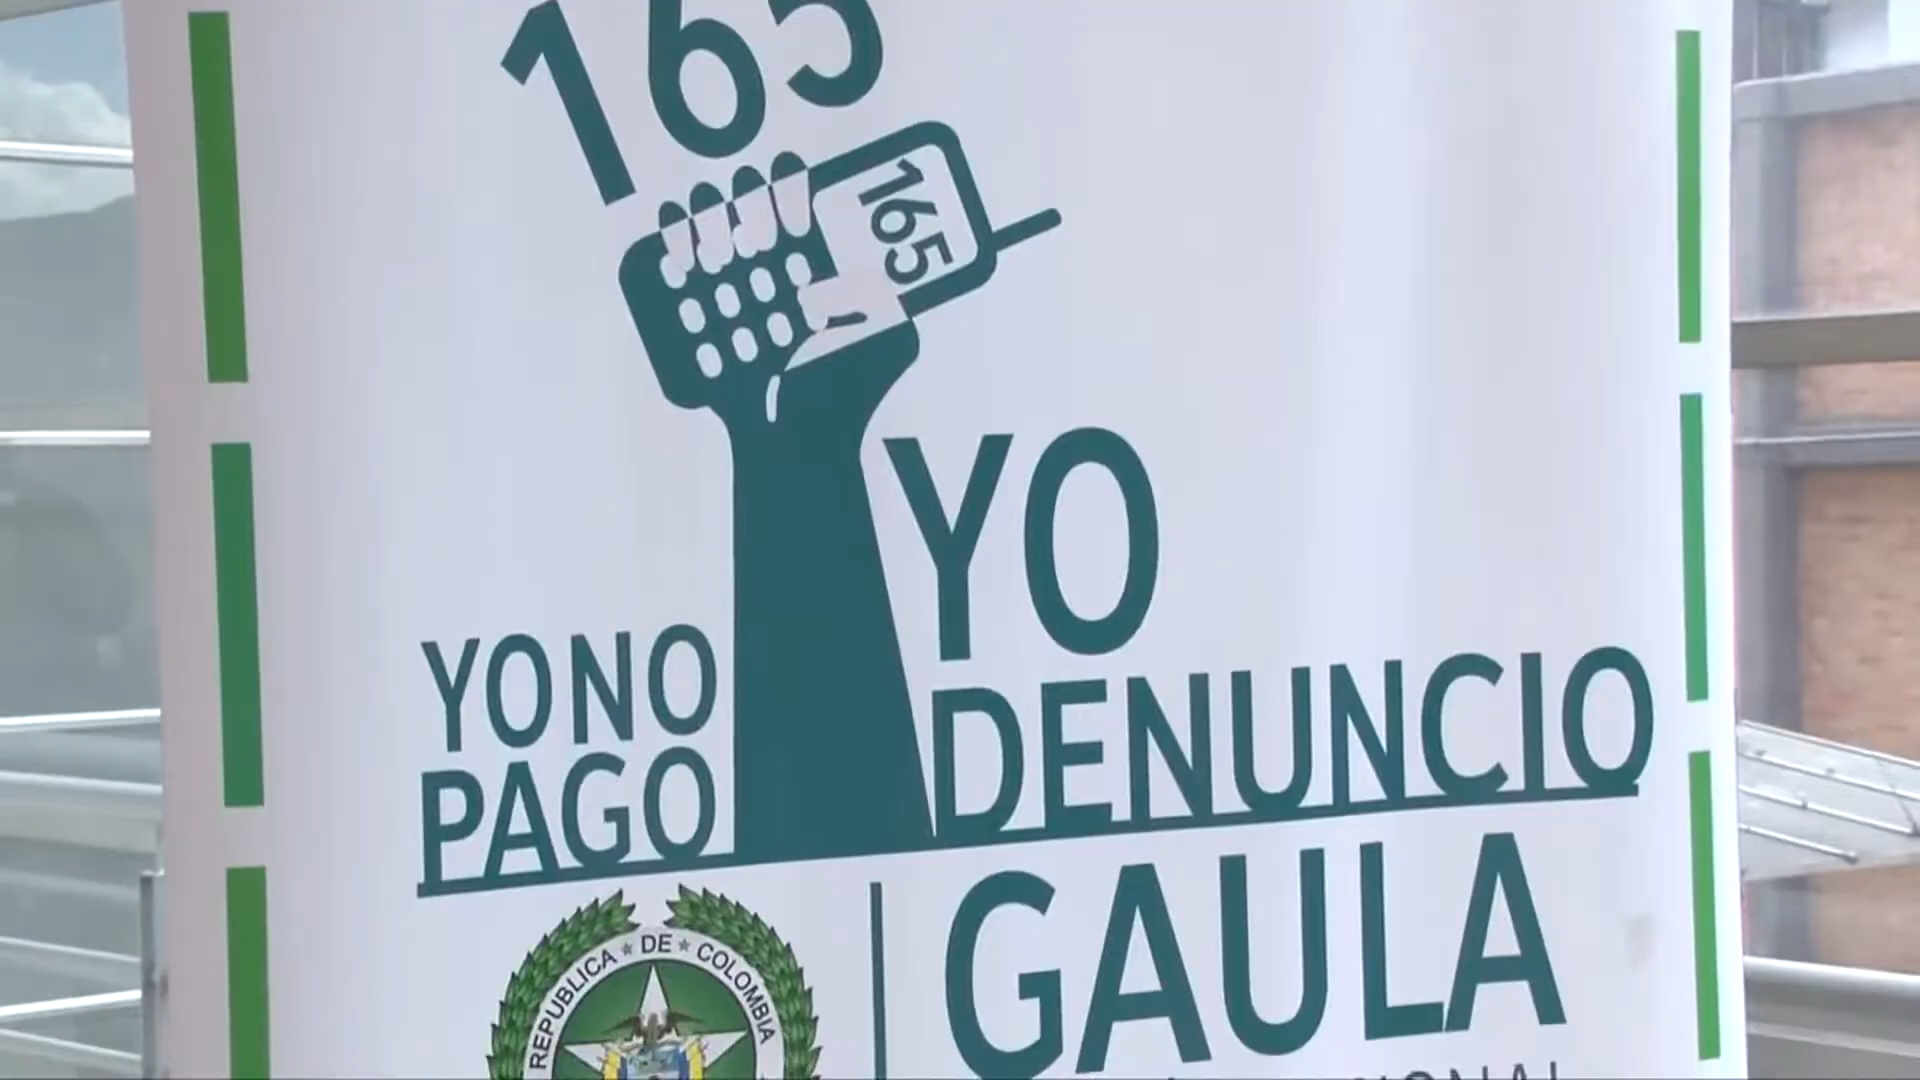 165
165
YO NO
PAGO
YO
DENUNCIO
REPUBLICA ★ DE ★ COLOMBIA
GAULA